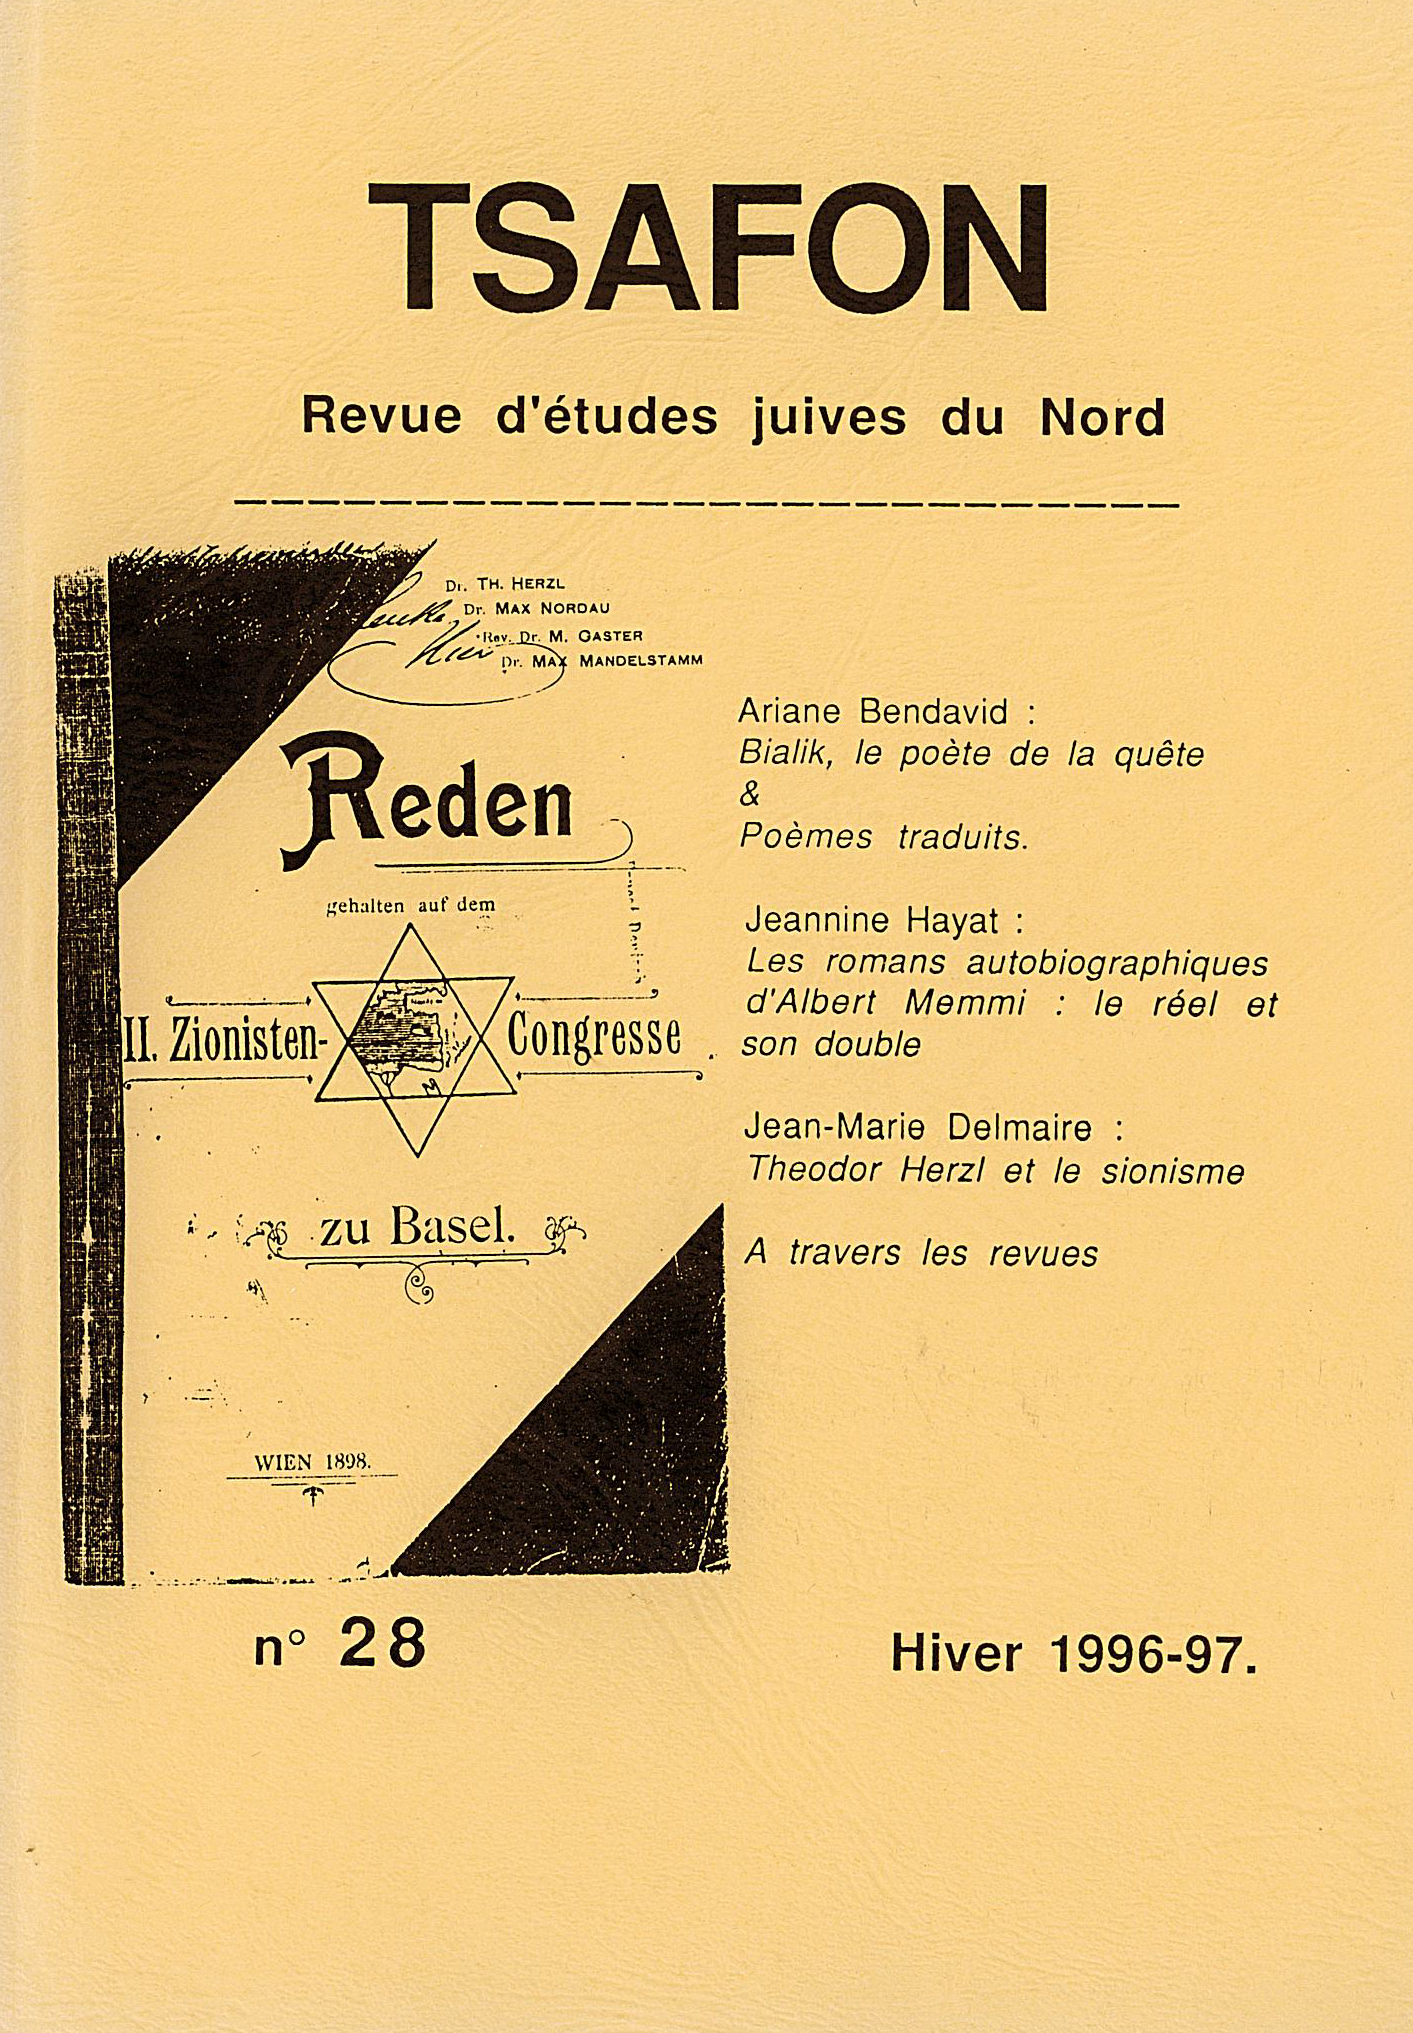 TSAFON
Revue d'études juives du Nord
Dr. TH. HERZL
Dr. MAX NORDAU
Rev. Dr. M. GASTER
Dr. MAX MANDELSTAMM
Reden
gehalten auf dem
II. Zionisten-Congresse
zu Basel.
WIEN 1898.
Ariane Bendavid :
Bialik, le poète de la quête
&
Poèmes traduits.
Jeannine Hayat :
Les romans autobiographiques
d'Albert Memmi : le réel et
son double
Jean-Marie Delmaire :
Theodor Herzl et le sionisme
A travers les revues
n° 28
Hiver 1996-97.